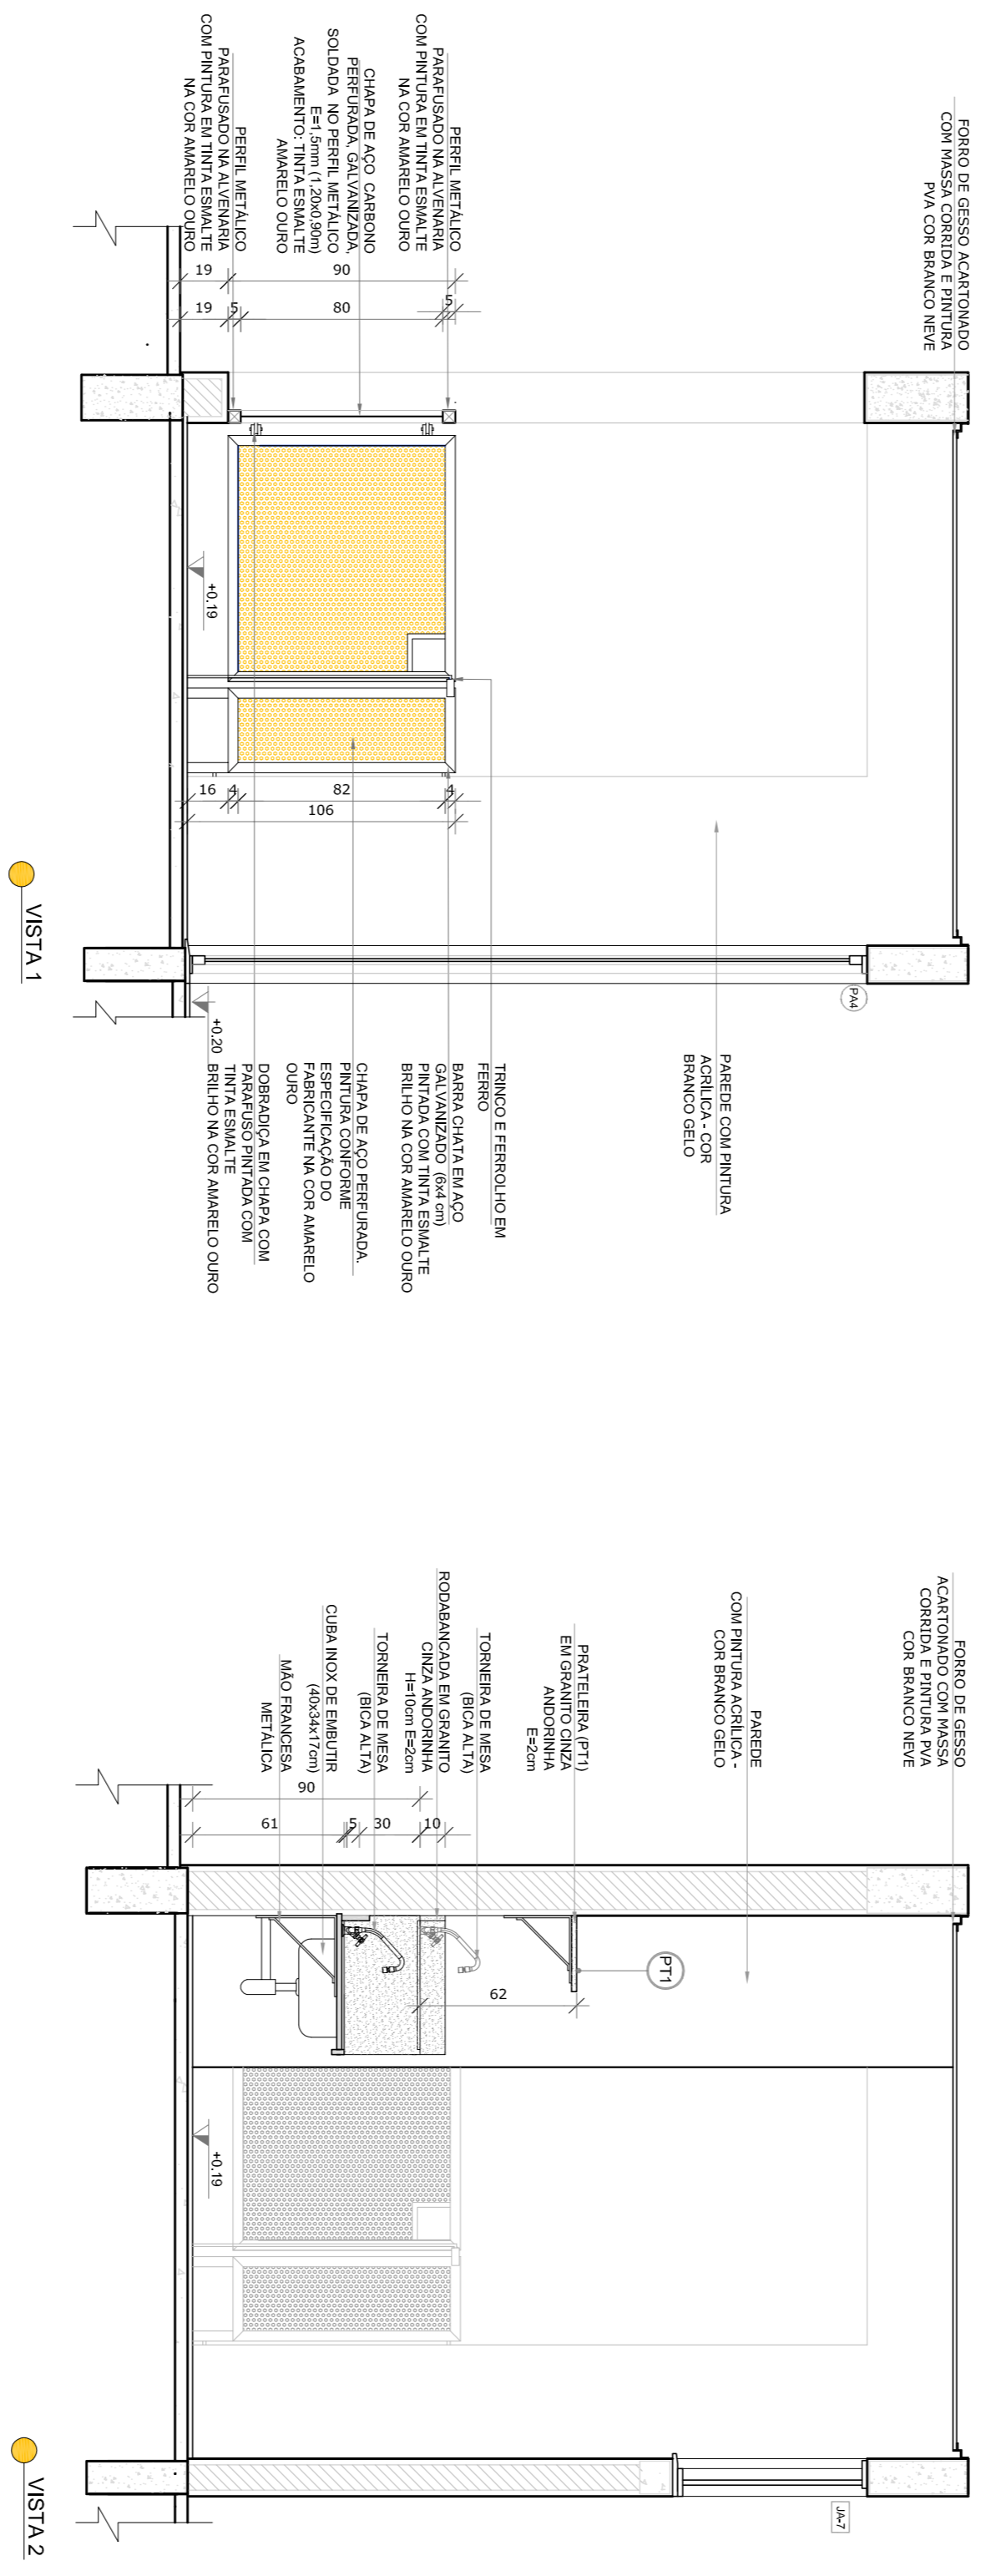 FORRO DE GESSO ACARTONADO
COM MASSA CORRIDA E PINTURA
PVA COR BRANCO NEVE
PERFIL METÁLICO
PARAFUSADO NA ALVENARIA
COM PINTURA EM TINTA ESMALTE
NA COR AMARELO OURO
CHAPA DE AÇO CARBONO
PERFURADA, GALVANIZADA,
SOLDADA NO PERFIL METÁLICO
E=1,5mm (1,20x0,90m)
ACABAMENTO: TINTA ESMALTE
AMARELO OURO
PERFIL METÁLICO
PARAFUSADO NA ALVENARIA
COM PINTURA EM TINTA ESMALTE
NA COR AMARELO OURO
90
19
5
80
5
19
+0.19
4
82
4
16
106
PA4
+0.20
PAREDE COM PINTURA
ACRÍLICA - COR
BRANCO GELO
TRINCO E FERROLHO EM
FERRO
BARRA CHATA EM AÇO
GALVANIZADO (6x4 cm)
PINTADA COM TINTA ESMALTE
BRILHO NA COR AMARELO OURO
CHAPA DE AÇO PERFURADA.
PINTURA CONFORME
ESPECIFICAÇÃO DO
FABRICANTE NA COR AMARELO
OURO
DOBRADIÇA EM CHAPA COM
PARAFUSO PINTADA COM
TINTA ESMALTE
BRILHO NA COR AMARELO OURO
VISTA 1
FORRO DE GESSO
ACARTONADO COM MASSA
CORRIDA E PINTURA PVA
COR BRANCO NEVE
PAREDE
COM PINTURA ACRÍLICA -
COR BRANCO GELO
PRATELEIRA (PT1)
EM GRANITO CINZA
ANDORINHA
E=2cm
TORNEIRA DE MESA
(BICA ALTA)
RODABANCADA EM GRANITO
CINZA ANDORINHA
H=10cm E=2cm
TORNEIRA DE MESA
(BICA ALTA)
CUBA INOX DE EMBUTIR
(40x34x17cm)
MÃO FRANCESA
METÁLICA
90
10
30
5
61
PT1
62
+0.19
JA-7
VISTA 2